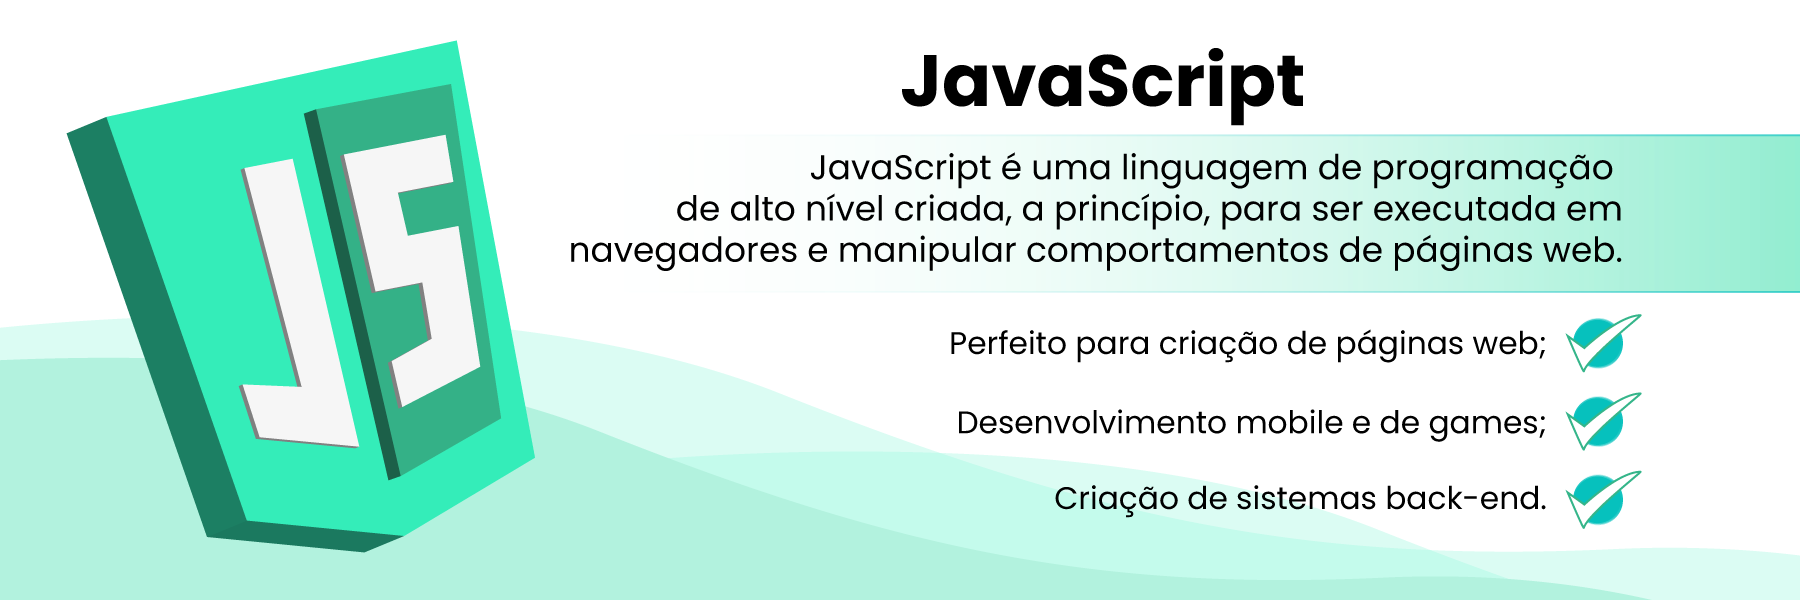 JS
JavaScript
JavaScript é uma linguagem de programação
de alto nível criada, a princípio, para ser executada em
navegadores e manipular comportamentos de páginas web.
Perfeito para criação de páginas web;
Desenvolvimento mobile e de games;
Criação de sistemas back-end.